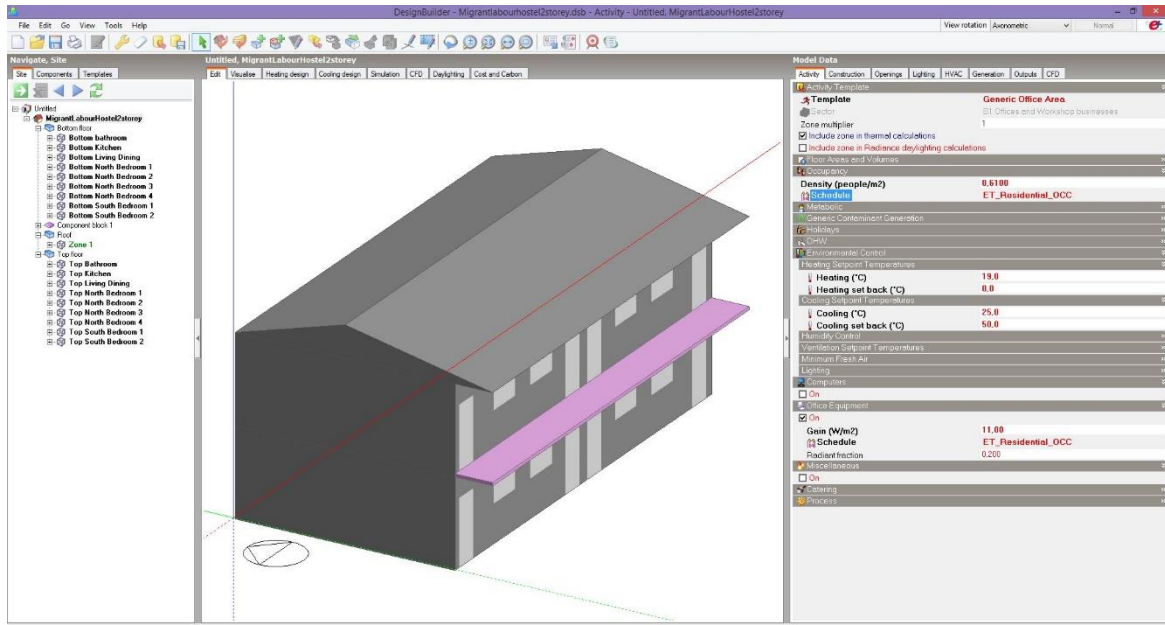 DesignBuilder - Migrantlabourhostel2storey.dsb - Activity - Untitled, MigrantLabourHostel2storey
File Edit Go View Tools Help
View rotation Axonometric Normal
Navigate, Site
Site Components Templates
Untitled
MigrantLabourHostel2storey
Bottom floor
Bottom bathroom
Bottom Kitchen
Bottom Living Dining
Bottom North Bedroom 1
Bottom North Bedroom 2
Bottom North Bedroom 3
Bottom North Bedroom 4
Bottom South Bedroom 1
Bottom South Bedroom 2
Component block 1
Roof
Zone 1
Top floor
Top Bathroom
Top Kitchen
Top Living Dining
Top North Bedroom 1
Top North Bedroom 2
Top North Bedroom 3
Top North Bedroom 4
Top South Bedroom 1
Top South Bedroom 2
Untitled, MigrantLabourHostel2storey
Edit Visualise Heating design Cooling design Simulation CFD Daylighting Cost and Carbon
Model Data
Activity Construction Openings Lighting HVAC Generation Outputs CFD
Activity Template
Template Generic Office Area
Sector B1 Offices and Workshop businesses
Zone multiplier 1
Include zone in thermal calculations
Include zone in Radiance daylighting calculations
Floor Areas and Volumes
Occupancy
Density (people/m2) 0,6100
Schedule ET_Residential_OCC
Metabolic
Generic Contaminant Generation
Holidays
DHW
Environmental Control
Heating Setpoint Temperatures
Heating (°C) 19,0
Heating set back (°C) 0,0
Cooling Setpoint Temperatures
Cooling (°C) 25,0
Cooling set back (°C) 50,0
Humidity Control
Ventilation Setpoint Temperatures
Minimum Fresh Air
Lighting
Computers
On
Office Equipment
On
Gain (W/m2) 11,00
Schedule ET_Residential_OCC
Radiant fraction 0,200
Miscellaneous
On
Catering
Process